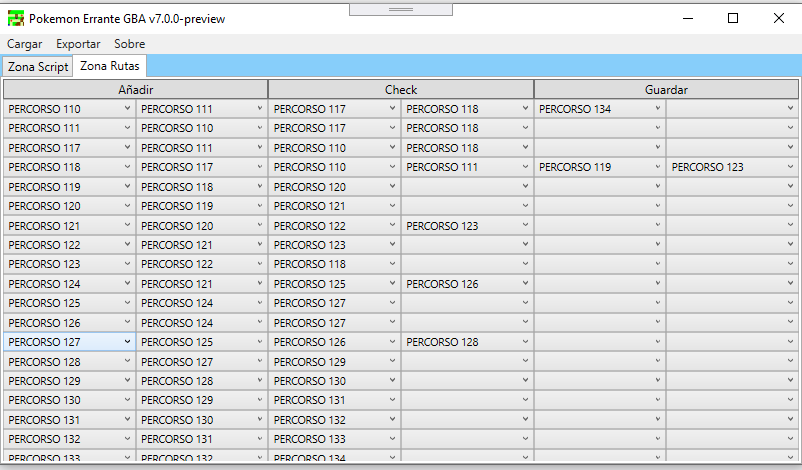 Pokemon Errante GBA v7.0.0-preview
Cargar Exportar Sobre
Zona Script Zona Rutas
Añadir Check Guardar
PERCORSO 110 PERCORSO 111 PERCORSO 117 PERCORSO 118 PERCORSO 134
PERCORSO 111 PERCORSO 110 PERCORSO 117 PERCORSO 118
PERCORSO 117 PERCORSO 111 PERCORSO 110 PERCORSO 118
PERCORSO 118 PERCORSO 117 PERCORSO 110 PERCORSO 111 PERCORSO 119 PERCORSO 123
PERCORSO 119 PERCORSO 118 PERCORSO 120
PERCORSO 120 PERCORSO 119 PERCORSO 121
PERCORSO 121 PERCORSO 120 PERCORSO 122 PERCORSO 123
PERCORSO 122 PERCORSO 121 PERCORSO 123
PERCORSO 123 PERCORSO 122 PERCORSO 118
PERCORSO 124 PERCORSO 121 PERCORSO 125 PERCORSO 126
PERCORSO 125 PERCORSO 124 PERCORSO 127
PERCORSO 126 PERCORSO 124 PERCORSO 127
PERCORSO 127 PERCORSO 125 PERCORSO 126 PERCORSO 128
PERCORSO 128 PERCORSO 127 PERCORSO 129
PERCORSO 129 PERCORSO 128 PERCORSO 130
PERCORSO 130 PERCORSO 129 PERCORSO 131
PERCORSO 131 PERCORSO 130 PERCORSO 132
PERCORSO 132 PERCORSO 131 PERCORSO 133
PERCORSO 133 PERCORSO 132 PERCORSO 134